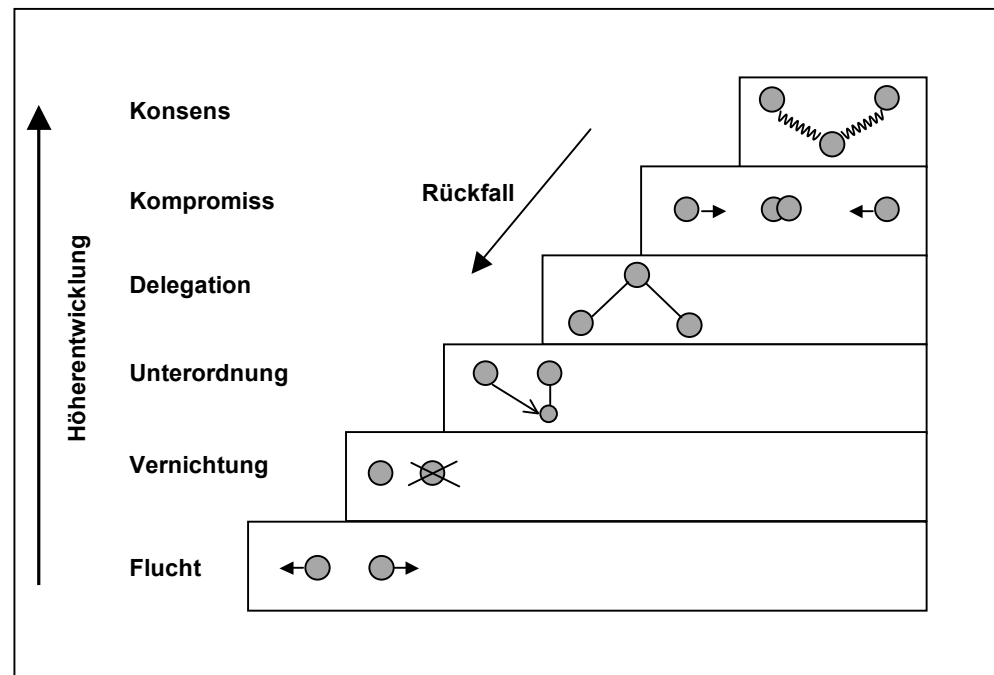 Konsens
Rückfall
Kompromiss
Delegation
Unterordnung
Vernichtung
Flucht
Höherentwicklung